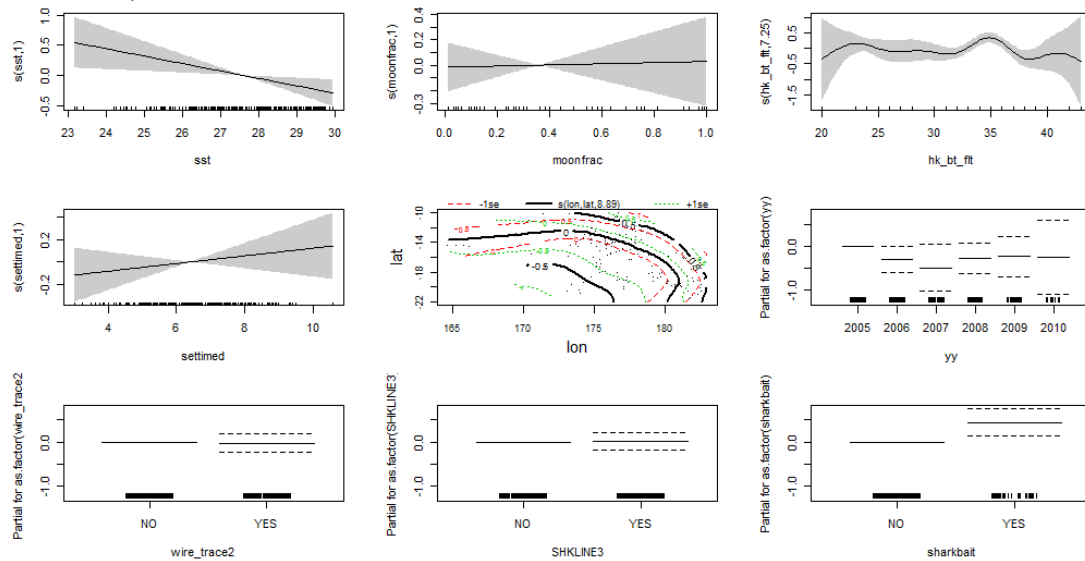 s(sst,1)
1.0
0.5
0.0
-0.5
23 24 25 26 27 28 29 30
sst
s(moonfrac,1)
0.4
0.2
0.0
-0.3
0.0 0.2 0.4 0.6 0.8 1.0
moonfrac
s(hk_bt_flt,7.25)
0.5
-0.5
-1.5
20 25 30 35 40
hk_bt_flt
s(settimed,1)
0.2
-0.2
4 6 8 10
settimed
-1se s(lon,lat,8.89) +1se
lat
-10
-14
-18
-22
-0.5
165 170 175 180
lon
Partial for as.factor(yy)
0.0
-1.0
2005 2006 2007 2008 2009 2010
yy
Partial for as.factor(wire_trace2
0.0
-1.0
NO YES
wire_trace2
Partial for as.factor(SHKLINE3
0.0
-1.0
NO YES
SHKLINE3
Partial for as.factor(sharkbait)
0.0
-1.0
NO YES
sharkbait